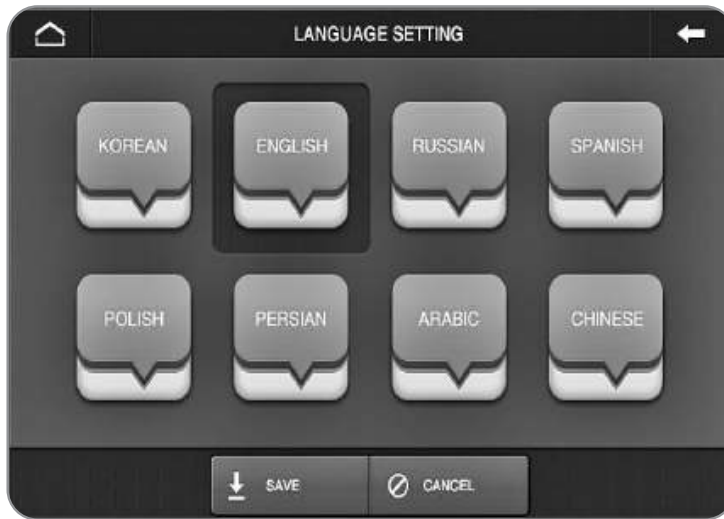 LANGUAGE SETTING
KOREAN ENGLISH RUSSIAN SPANISH
POLISH PERSIAN ARABIC CHINESE
SAVE CANCEL